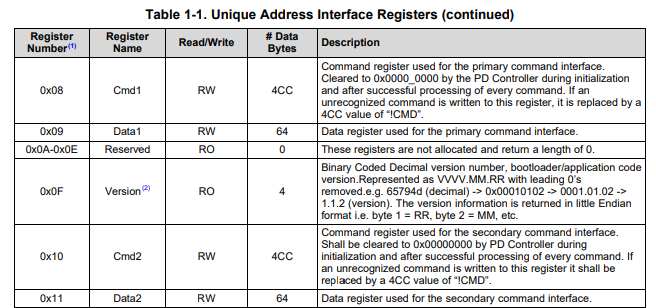 Table 1-1. Unique Address Interface Registers (continued)
Register Number(1) Register Name Read/Write # Data Bytes Description
0x08 Cmd1 RW 4CC Command register used for the primary command interface.
Cleared to 0x0000_0000 by the PD Controller during initialization
and after successful processing of every command. If an
unrecognized command is written to this register, it is replaced by a
4CC value of “!CMD”.
0x09 Data1 RW 64 Data register used for the primary command interface.
0x0A-0x0E Reserved RO 0 These registers are not allocated and return a length of 0.
0x0F Version(2) RO 4 Binary Coded Decimal version number, bootloader/application code
version.Represented as VVVV.MM.RR with leading 0’s
removed.e.g. 65794d (decimal) -> 0x00010102 -> 0001.01.02 ->
1.1.2 (version). The version information is returned in little Endian
format i.e. byte 1 = RR, byte 2 = MM, etc.
0x10 Cmd2 RW 4CC Command register used for the secondary command interface.
Shall be cleared to 0x00000000 by PD Controller during
initialization and after successful processing of every command. If
an unrecognized command is written to this register it shall be
replaced by a 4CC value of “!CMD”.
0x11 Data2 RW 64 Data register used for the secondary command interface.